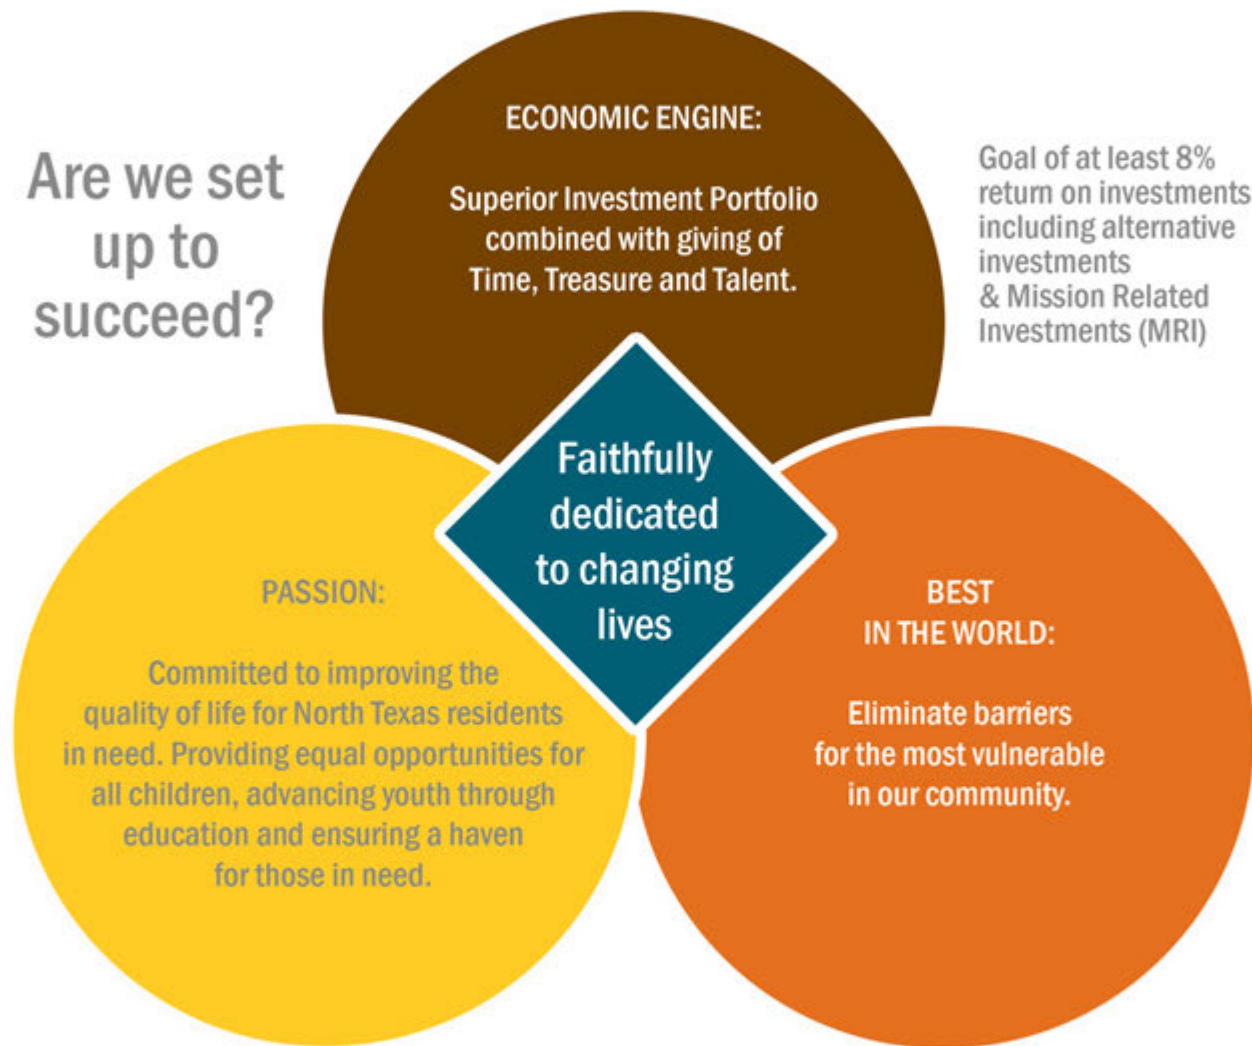 Are we set
up to
succeed?
ECONOMIC ENGINE:
Superior Investment Portfolio
combined with giving of
Time, Treasure and Talent.
Goal of at least 8%
return on investments
including alternative
investments
& Mission Related
Investments (MRI)
Faithfully
dedicated
to changing
lives
PASSION:
Committed to improving the
quality of life for North Texas residents
in need. Providing equal opportunities for
all children, advancing youth through
education and ensuring a haven
for those in need.
BEST
IN THE WORLD:
Eliminate barriers
for the most vulnerable
in our community.